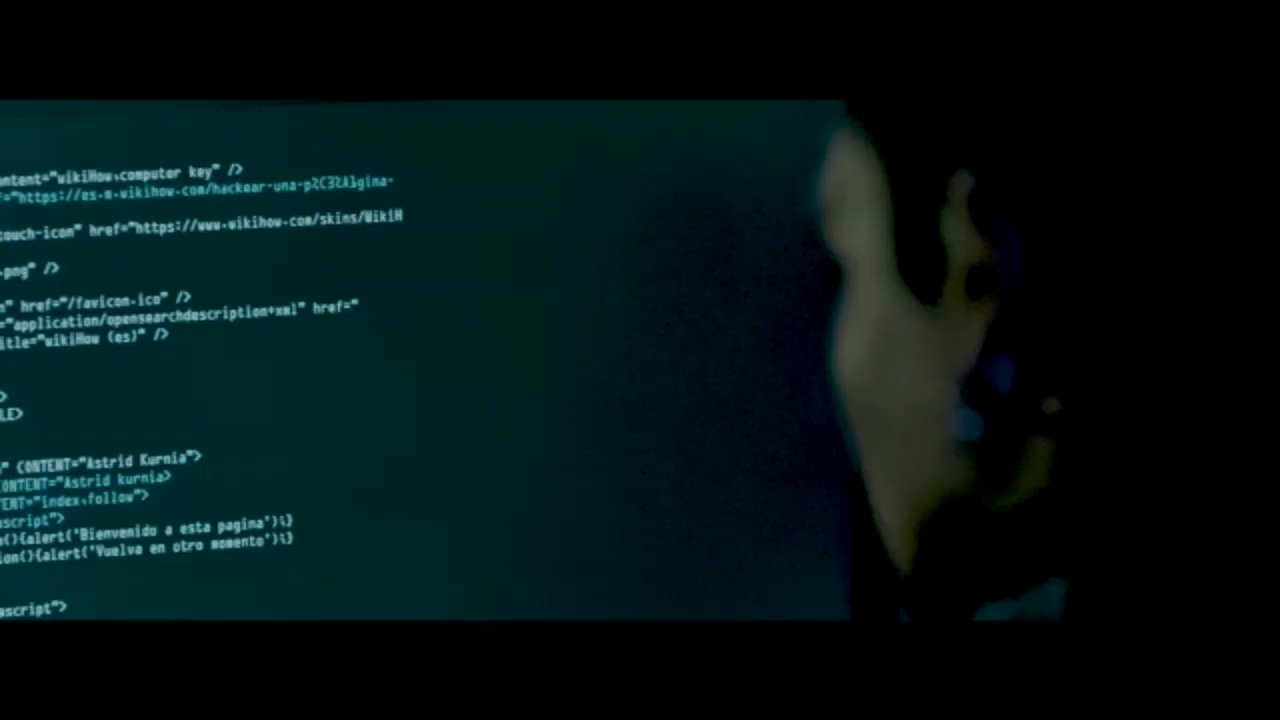 ontent="wikiHow,computer key" />
f="https://es.m.wikihow.com/hackear-una-p%C3%A1gina-
touch-icon" href="https://www.wikihow.com/skins/WikiH
.png" />
n" href="/favicon.ico" />
="application/opensearchdescription+xml" href="
itle="wikiHow (es)" />
>
LE>
" CONTENT="Astrid Kurnia">
CONTENT="Astrid kurnia>
TENT="index,follow">
ascript">
n(){alert('Bienvenido a esta pagina');}
ion(){alert('Vuelva en otro momento');}
ascript">